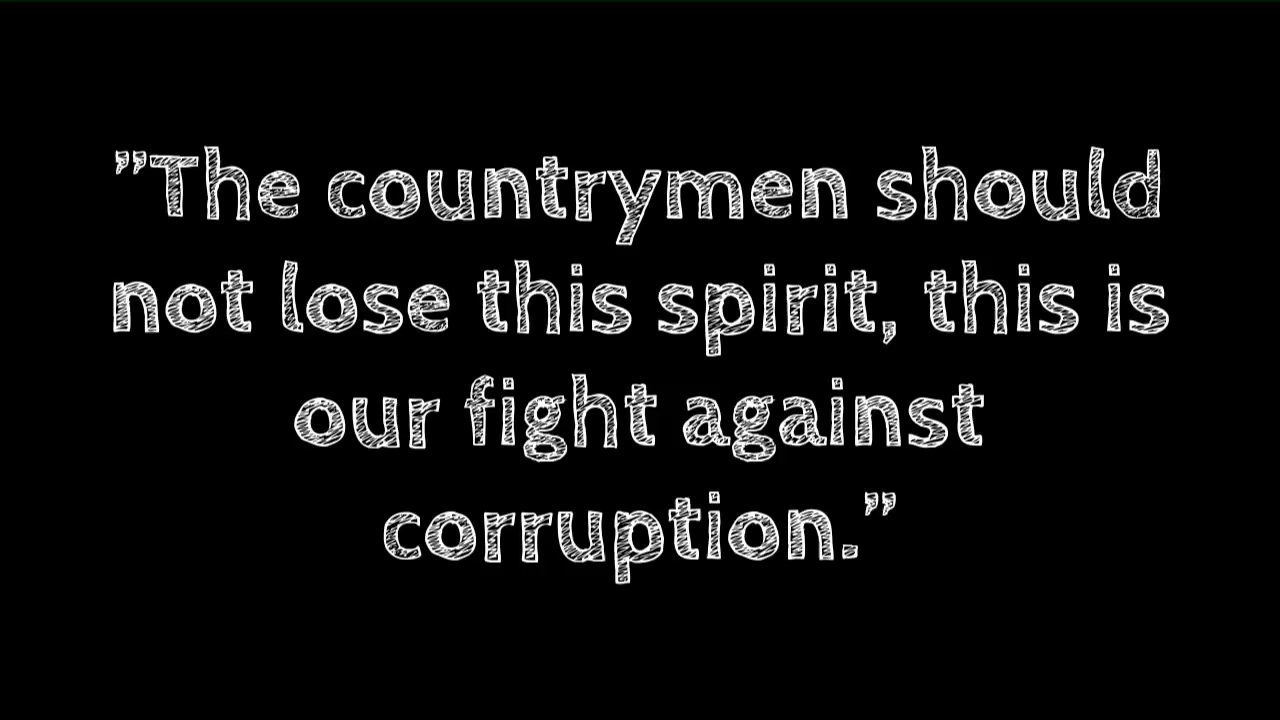 ”The countrymen should
not lose this spirit, this is
our fight against
corruption.”